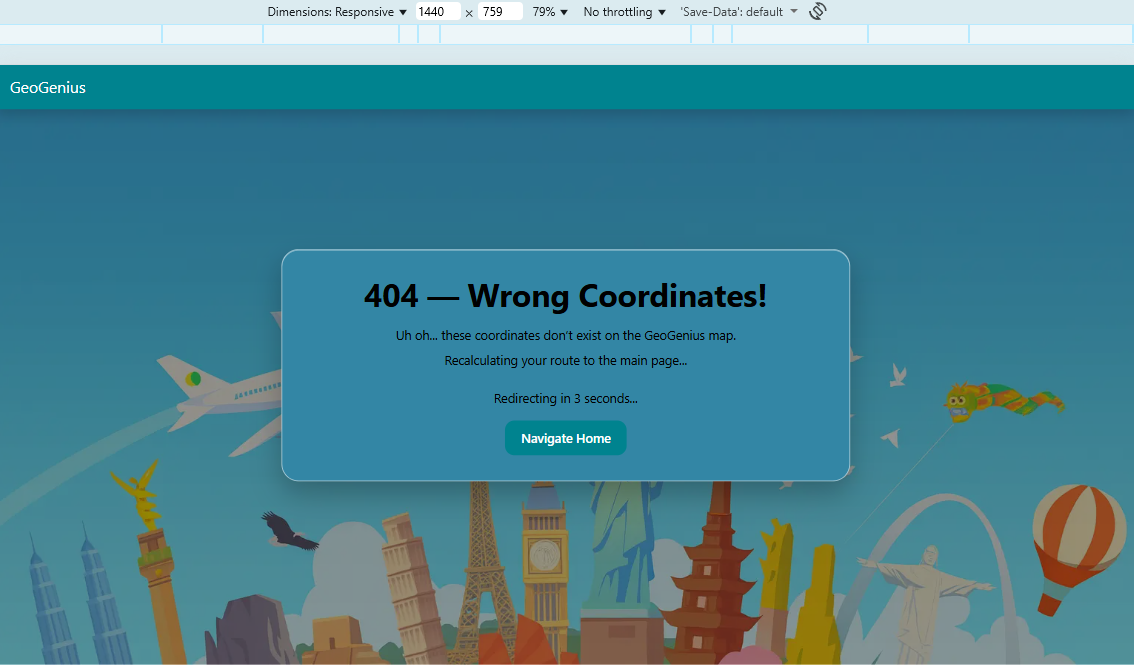 Dimensions: Responsive 1440 × 759 79% No throttling 'Save-Data': default
GeoGenius
404 — Wrong Coordinates!
Uh oh... these coordinates don’t exist on the GeoGenius map.
Recalculating your route to the main page...
Redirecting in 3 seconds...
Navigate Home